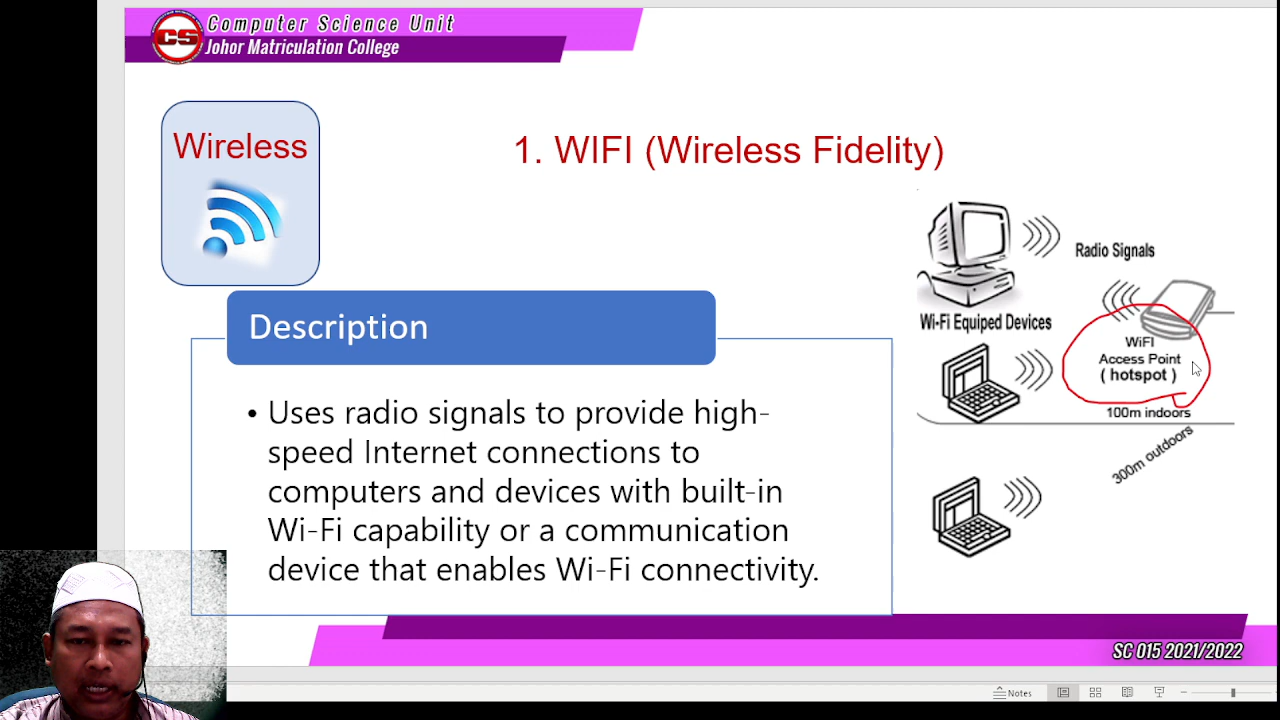 Computer Science Unit
CS
Johor Matriculation College
Wireless
1. WIFI (Wireless Fidelity)
Radio Signals
Wi-Fi Equiped Devices
WiFI
Access Point
( hotspot )
100m indoors
300m outdoors
Description
• Uses radio signals to provide high-
speed Internet connections to
computers and devices with built-in
Wi-Fi capability or a communication
device that enables Wi-Fi connectivity.
SC 015 2021/2022
Notes